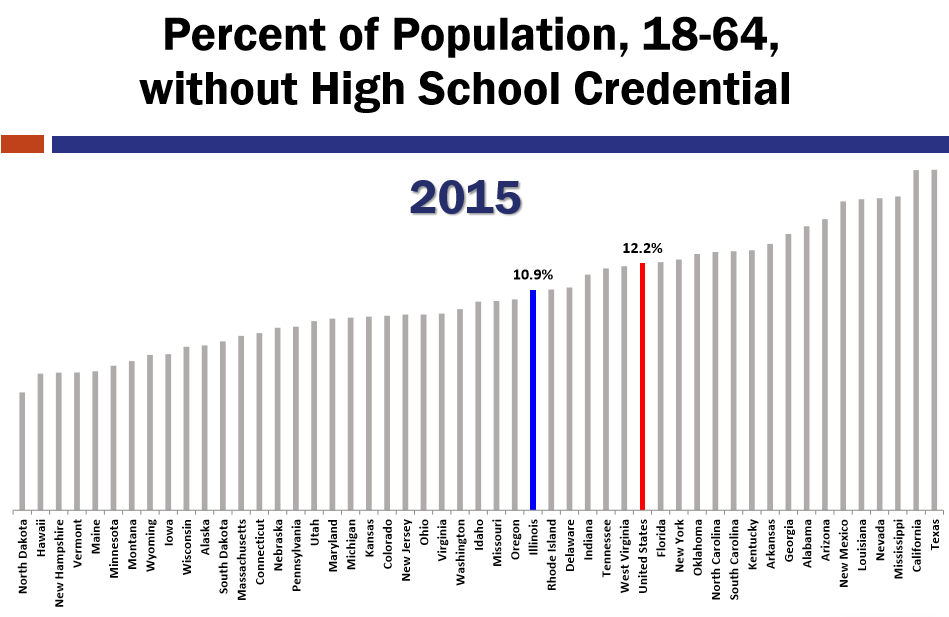 Percent of Population, 18-64,
without High School Credential
2015
10.9%
12.2%
North Dakota
Hawaii
New Hampshire
Vermont
Maine
Minnesota
Montana
Wyoming
Iowa
Wisconsin
Alaska
South Dakota
Massachusetts
Connecticut
Nebraska
Pennsylvania
Utah
Maryland
Michigan
Kansas
Colorado
New Jersey
Ohio
Virginia
Washington
Idaho
Missouri
Oregon
Illinois
Rhode Island
Delaware
Indiana
Tennessee
West Virginia
United States
Florida
New York
Oklahoma
North Carolina
South Carolina
Kentucky
Arkansas
Georgia
Alabama
Arizona
New Mexico
Louisiana
Nevada
Mississippi
California
Texas